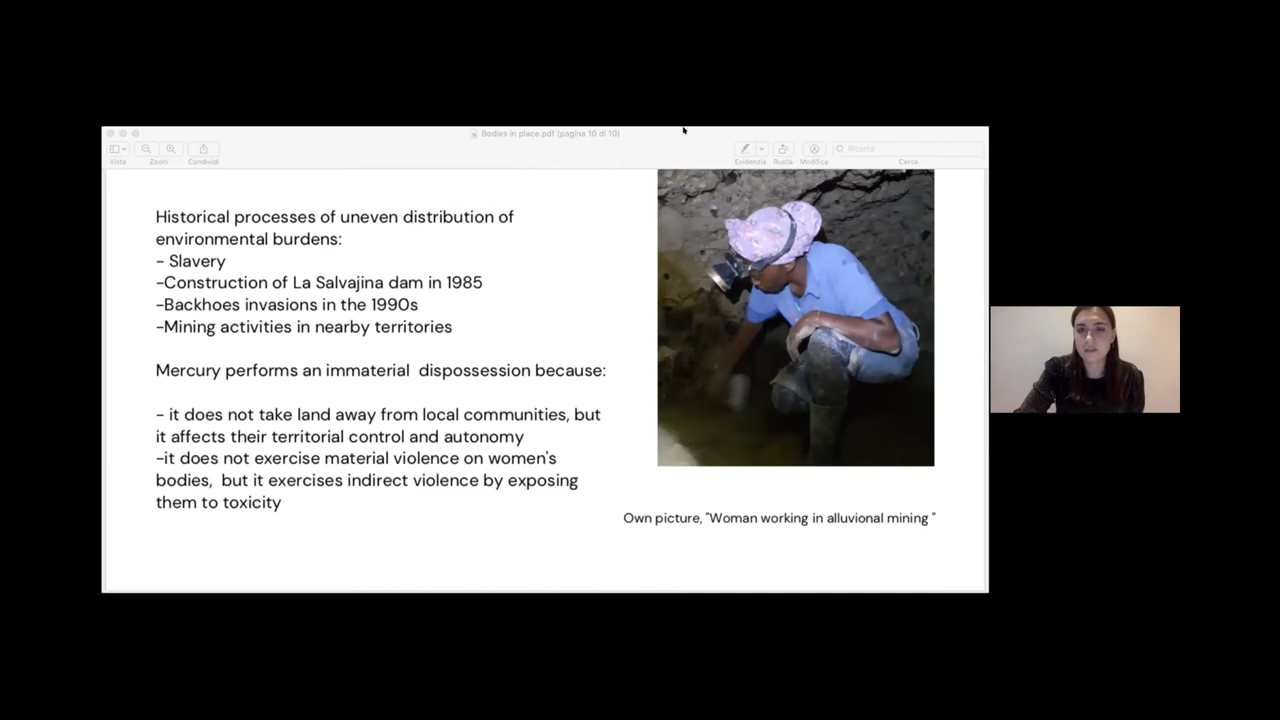 Bodies in place.pdf (pagina 10 di 10)
Vista
Zoom
Condividi
Evidenzia
Ruota
Modifica
Ricerca
Cerca
Historical processes of uneven distribution of
environmental burdens:
- Slavery
-Construction of La Salvajina dam in 1985
-Backhoes invasions in the 1990s
-Mining activities in nearby territories
Mercury performs an immaterial dispossession because:
- it does not take land away from local communities, but
it affects their territorial control and autonomy
-it does not exercise material violence on women's
bodies, but it exercises indirect violence by exposing
them to toxicity
Own picture, "Woman working in alluvional mining "